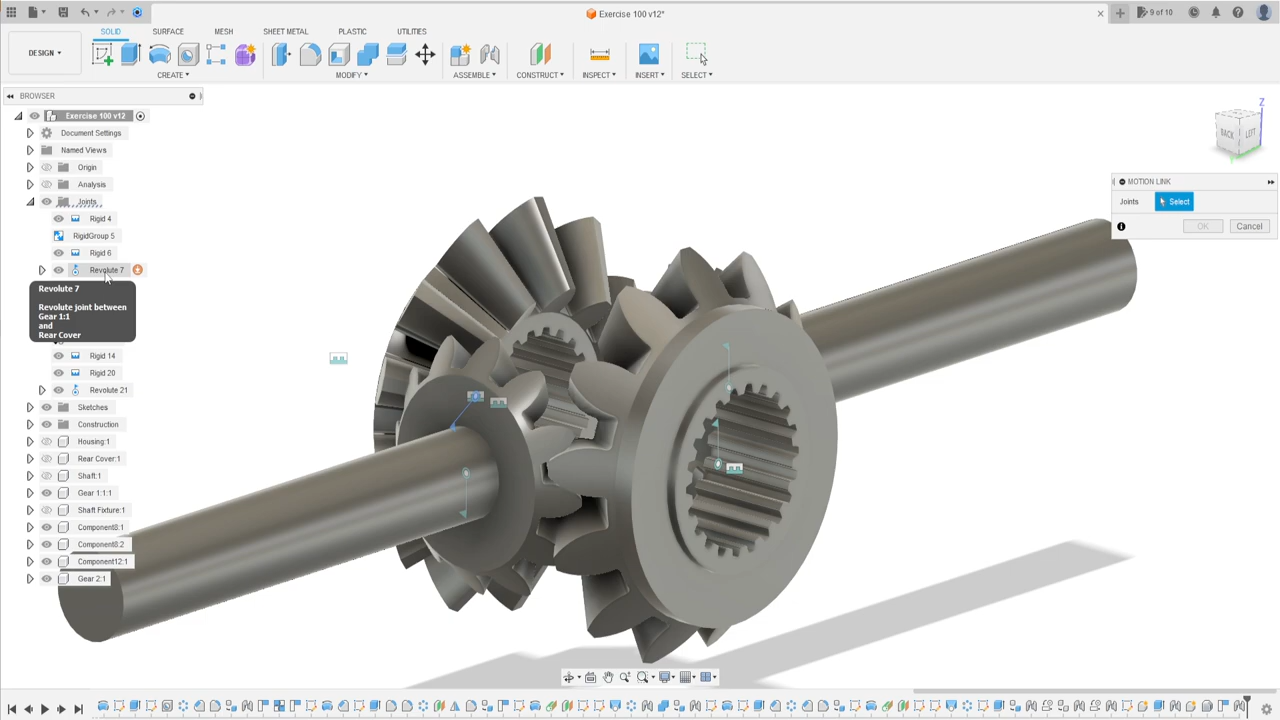 Exercise 100 v12*
9 of 10
DESIGN
SOLID
SURFACE
MESH
SHEET METAL
PLASTIC
UTILITIES
CREATE
MODIFY
ASSEMBLE
CONSTRUCT
INSPECT
INSERT
SELECT
BROWSER
Exercise 100 v12
Document Settings
Named Views
Origin
Analysis
Joints
Rigid 4
RigidGroup 5
Rigid 6
Revolute 7
Revolute 7
Revolute joint between
Gear 1:1
and
Rear Cover
Rigid 14
Rigid 20
Revolute 21
Sketches
Construction
Housing:1
Rear Cover:1
Shaft:1
Gear 1:1:1
Shaft Fixture:1
Component8:1
Component8:2
Component12:1
Gear 2:1
Z
BACK
LEFT
MOTION LINK
Joints
Select
OK
Cancel